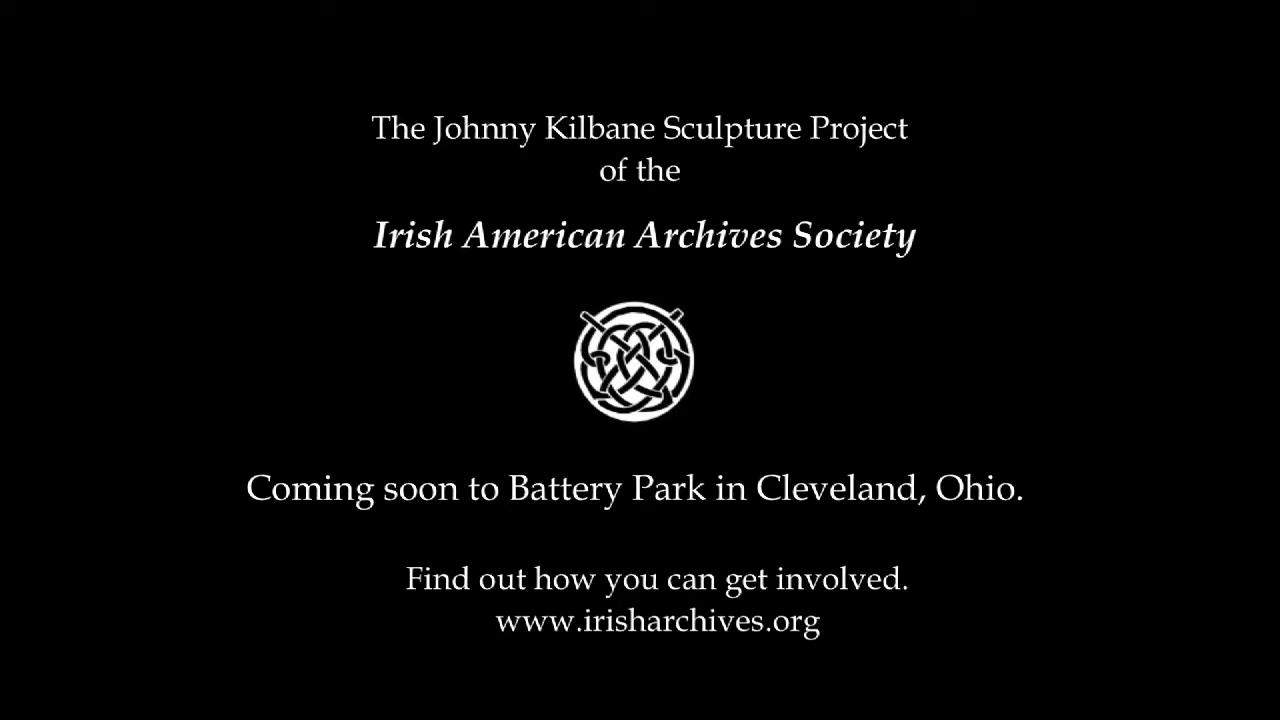 The Johnny Kilbane Sculpture Project
of the
Irish American Archives Society
Coming soon to Battery Park in Cleveland, Ohio.
Find out how you can get involved.
www.irisharchives.org